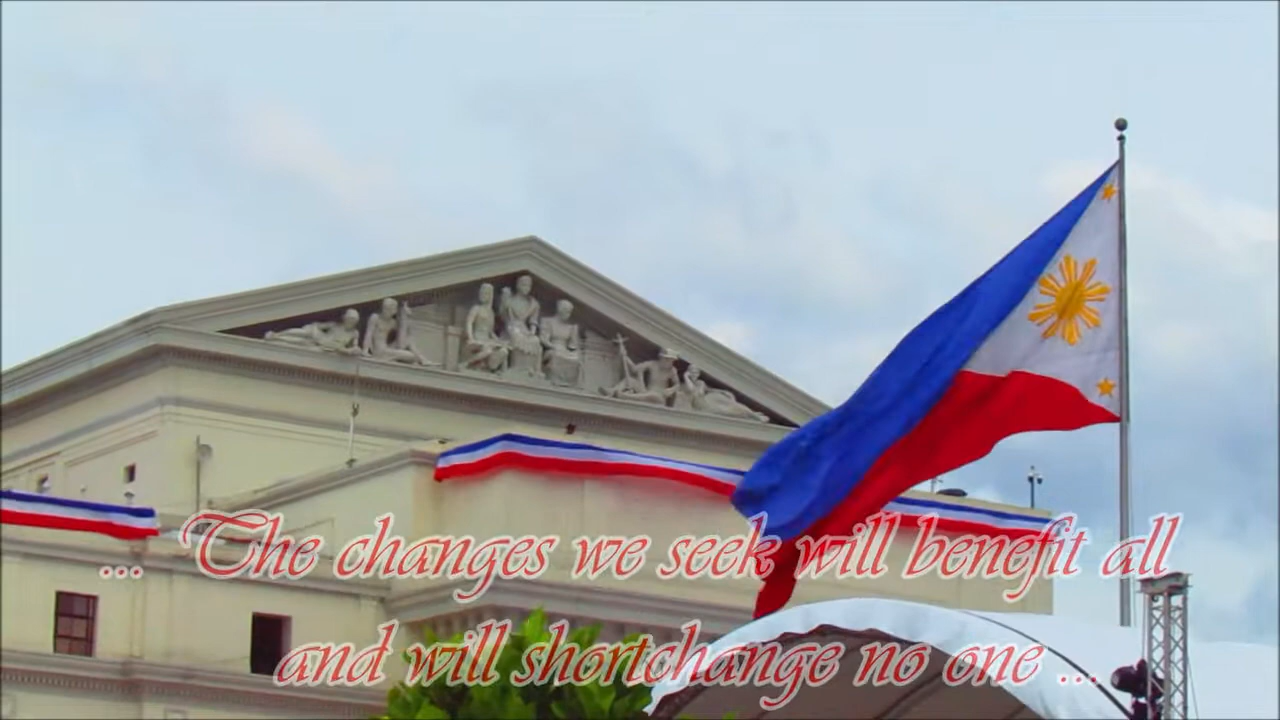 ... The changes we seek will benefit all
and will shortchange no one ...